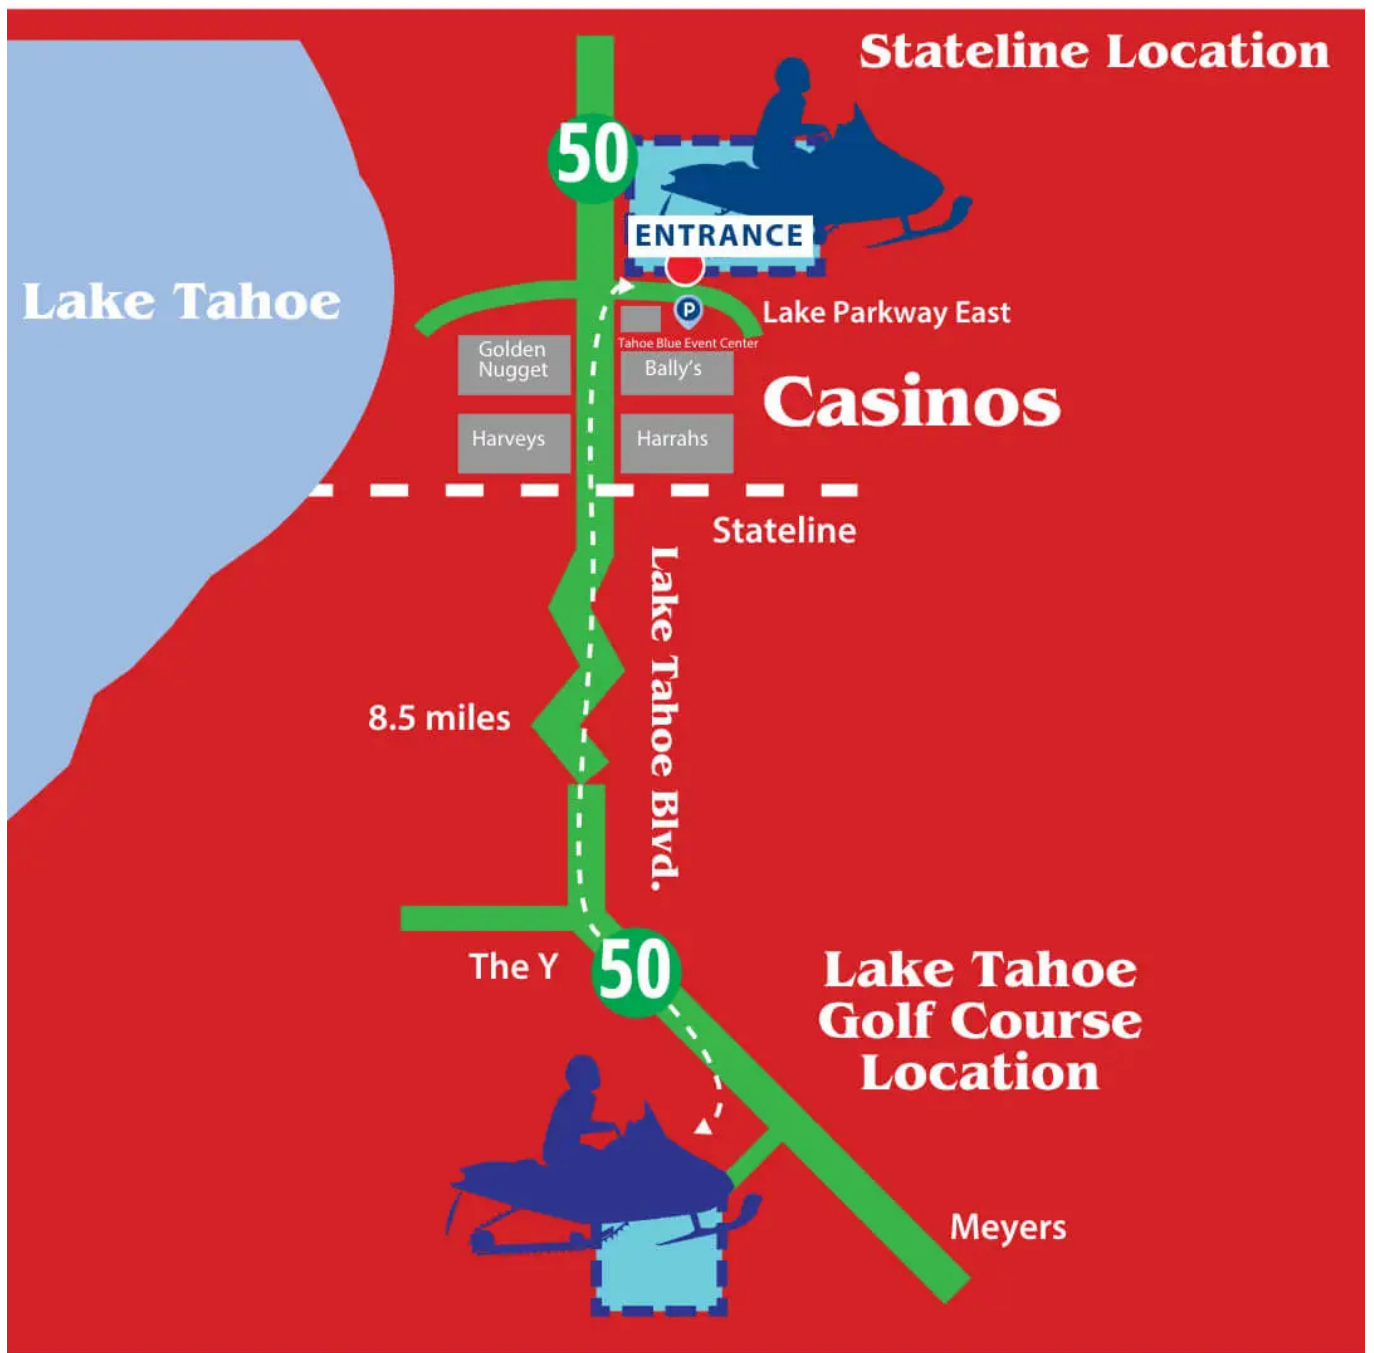 Stateline Location
50
ENTRANCE
Lake Tahoe
P
Lake Parkway East
Tahoe Blue Event Center
Golden
Nugget
Bally's
Casinos
Harveys
Harrahs
Stateline
Lake Tahoe Blvd.
8.5 miles
The Y
50
Lake Tahoe
Golf Course
Location
Meyers